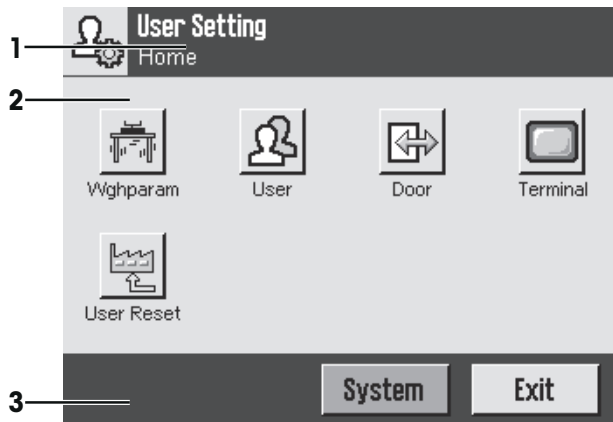 User Setting
1
Home
2
Wghparam User Door Terminal
User Reset
3
System Exit